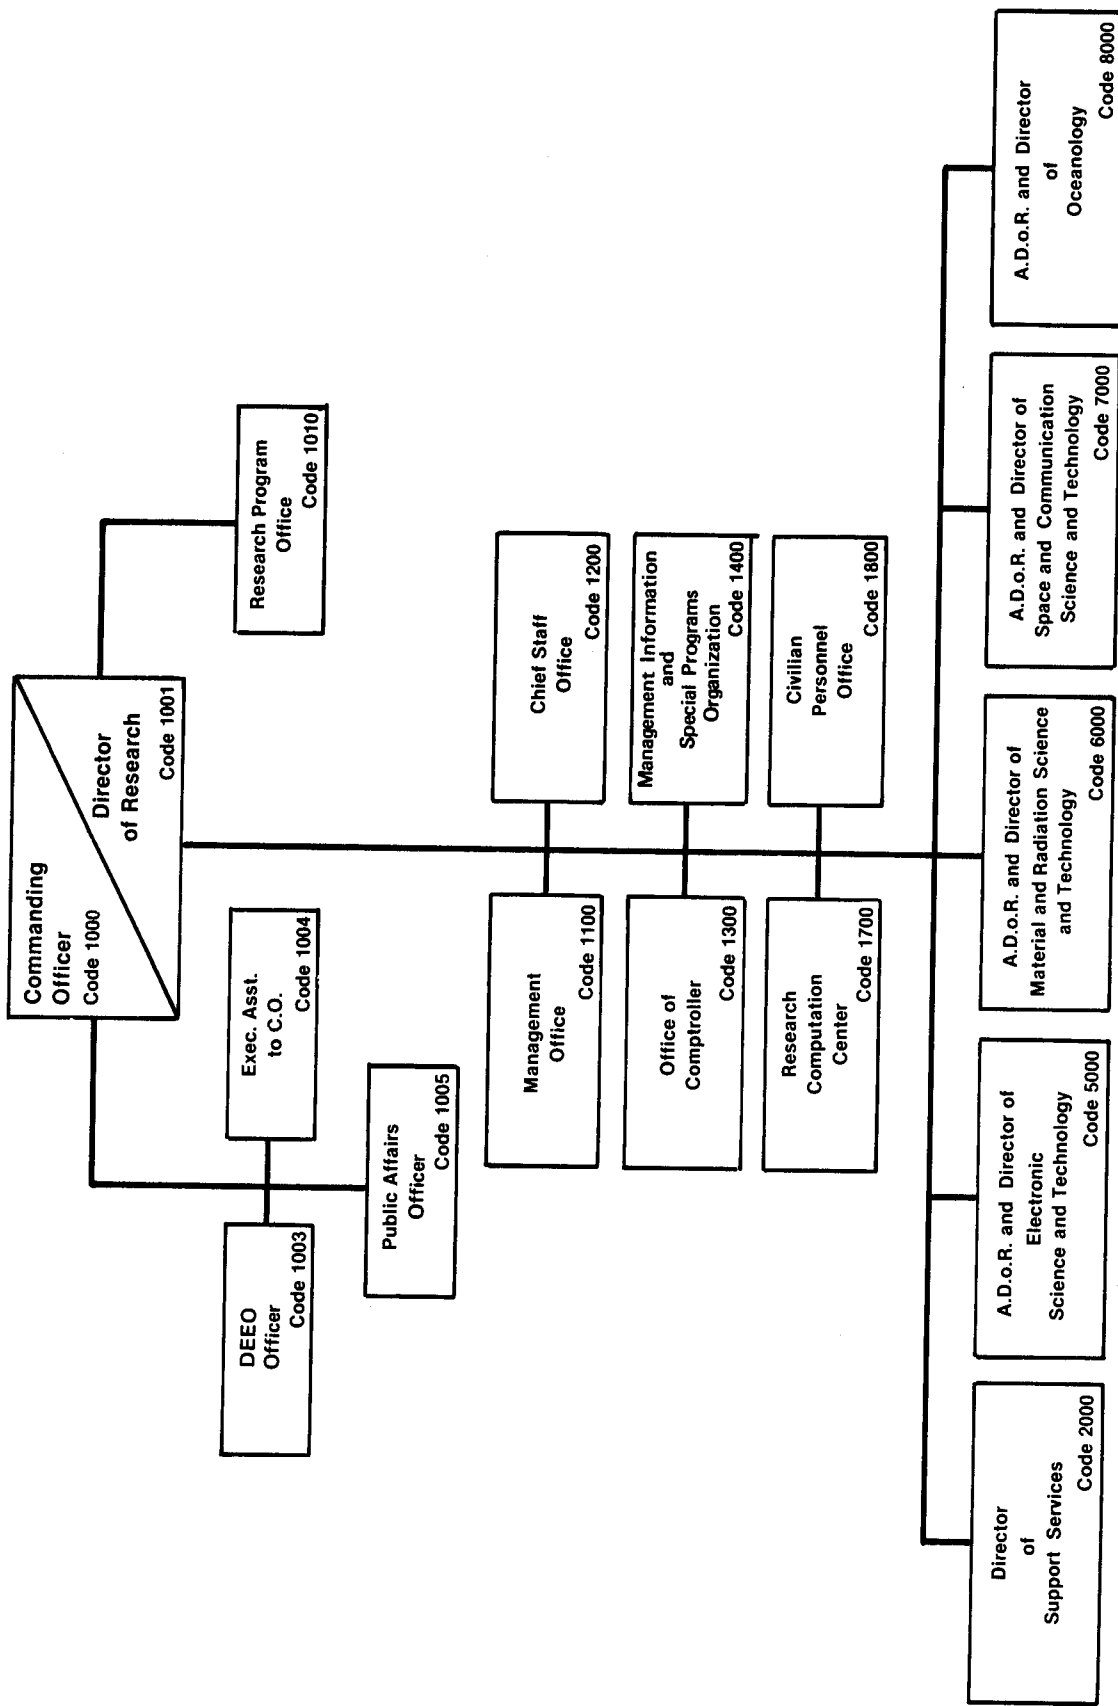 Commanding
Officer
Code 1000
Director
of Research
Code 1001
Research Program
Office
Code 1010
Exec. Asst.
to C.O.
Code 1004
DEEO
Officer
Code 1003
Public Affairs
Officer
Code 1005
Management
Office
Code 1100
Chief Staff
Office
Code 1200
Office of
Comptroller
Code 1300
Management Information
and
Special Programs
Organization
Code 1400
Research
Computation
Center
Code 1700
Civilian
Personnel
Office
Code 1800
Director
of
Support Services
Code 2000
A.D.o.R. and Director of
Electronic
Science and Technology
Code 5000
A.D.o.R. and Director of
Material and Radiation Science
and Technology
Code 6000
A.D.o.R. and Director of
Space and Communication
Science and Technology
Code 7000
A.D.o.R. and Director
of
Oceanology
Code 8000